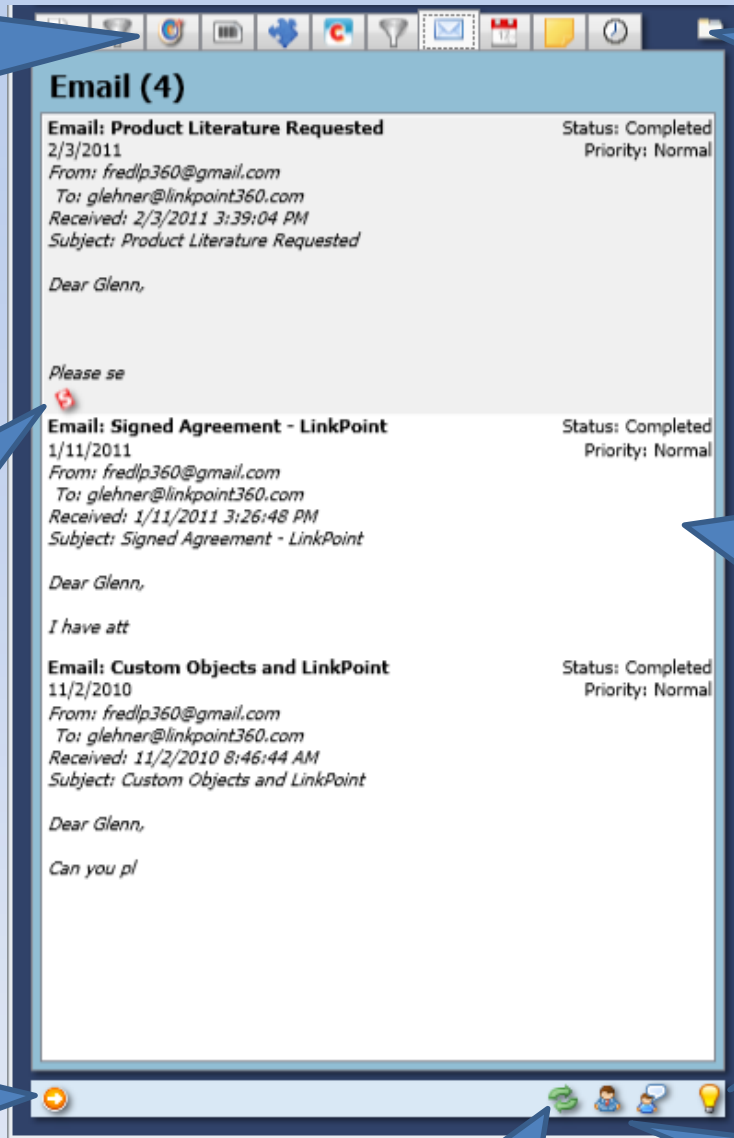 Email (4)
Email: Product Literature Requested Status: Completed
2/3/2011 Priority: Normal
From: fredlp360@gmail.com
To: glehner@linkpoint360.com
Received: 2/3/2011 3:39:04 PM
Subject: Product Literature Requested
Dear Glenn,
Please se
Email: Signed Agreement - LinkPoint Status: Completed
1/11/2011 Priority: Normal
From: fredlp360@gmail.com
To: glehner@linkpoint360.com
Received: 1/11/2011 3:26:48 PM
Subject: Signed Agreement - LinkPoint
Dear Glenn,
I have att
Email: Custom Objects and LinkPoint Status: Completed
11/2/2010 Priority: Normal
From: fredlp360@gmail.com
To: glehner@linkpoint360.com
Received: 11/2/2010 8:46:44 AM
Subject: Custom Objects and LinkPoint
Dear Glenn,
Can you pl